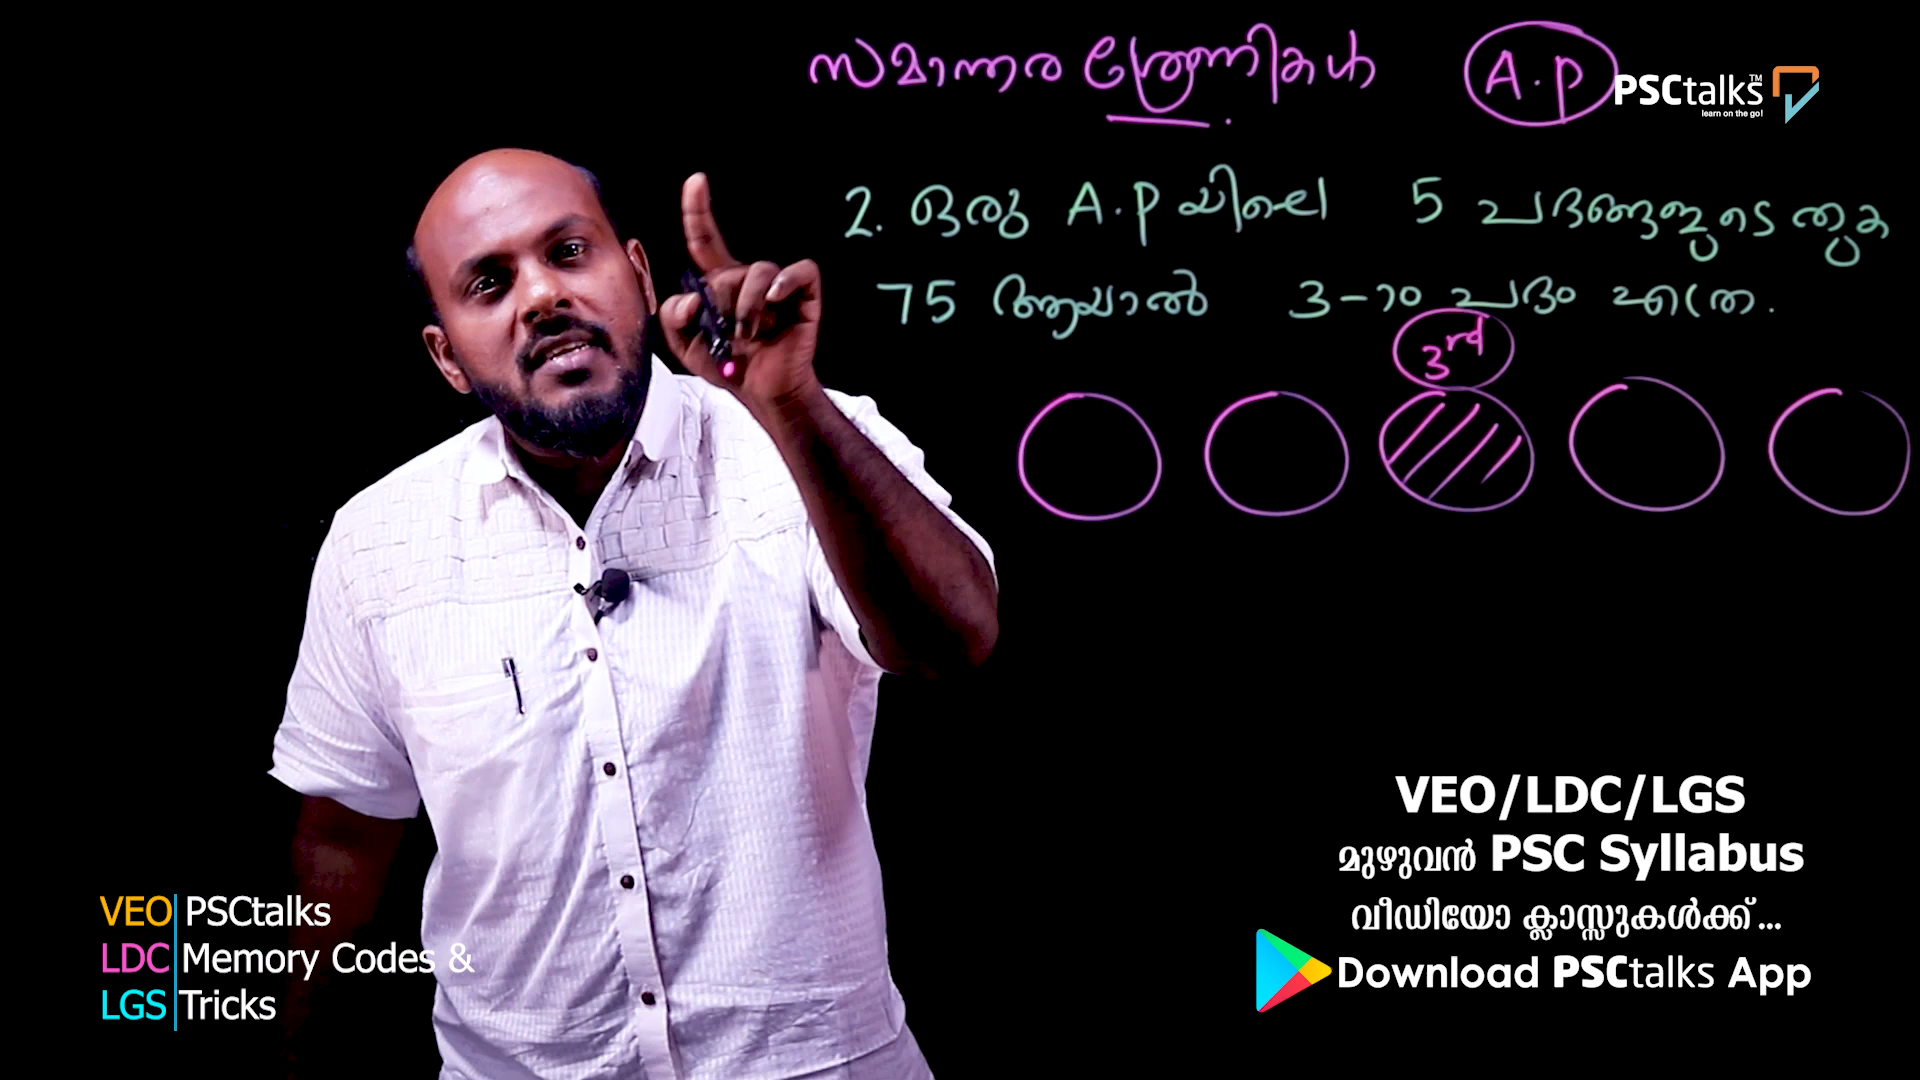 സമാന്തര ശ്രേണികൾ A.P
PSCtalks™
learn on the go!
2. ഒരു A.P യിലെ 5 പദങ്ങളുടെ തുക
75 ആയാൽ 3-ാം പദം എത്ര.
3rd
VEO/LDC/LGS
മുഴുവൻ PSC Syllabus
വീഡിയോ ക്ലാസ്സുകൾക്ക്...
Download PSCtalks App
VEO PSCtalks
LDC Memory Codes &
LGS Tricks